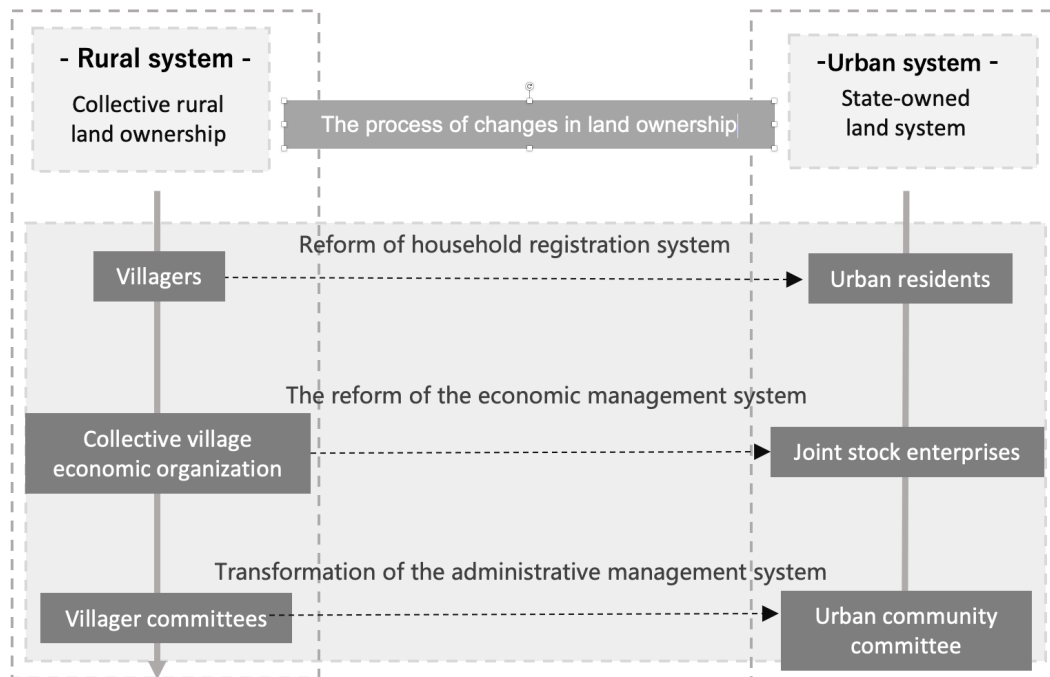 - Rural system -
Collective rural
land ownership
The process of changes in land ownership
-Urban system -
State-owned
land system
Reform of household registration system
Villagers
Urban residents
The reform of the economic management system
Collective village
economic organization
Joint stock enterprises
Transformation of the administrative management system
Villager committees
Urban community
committee